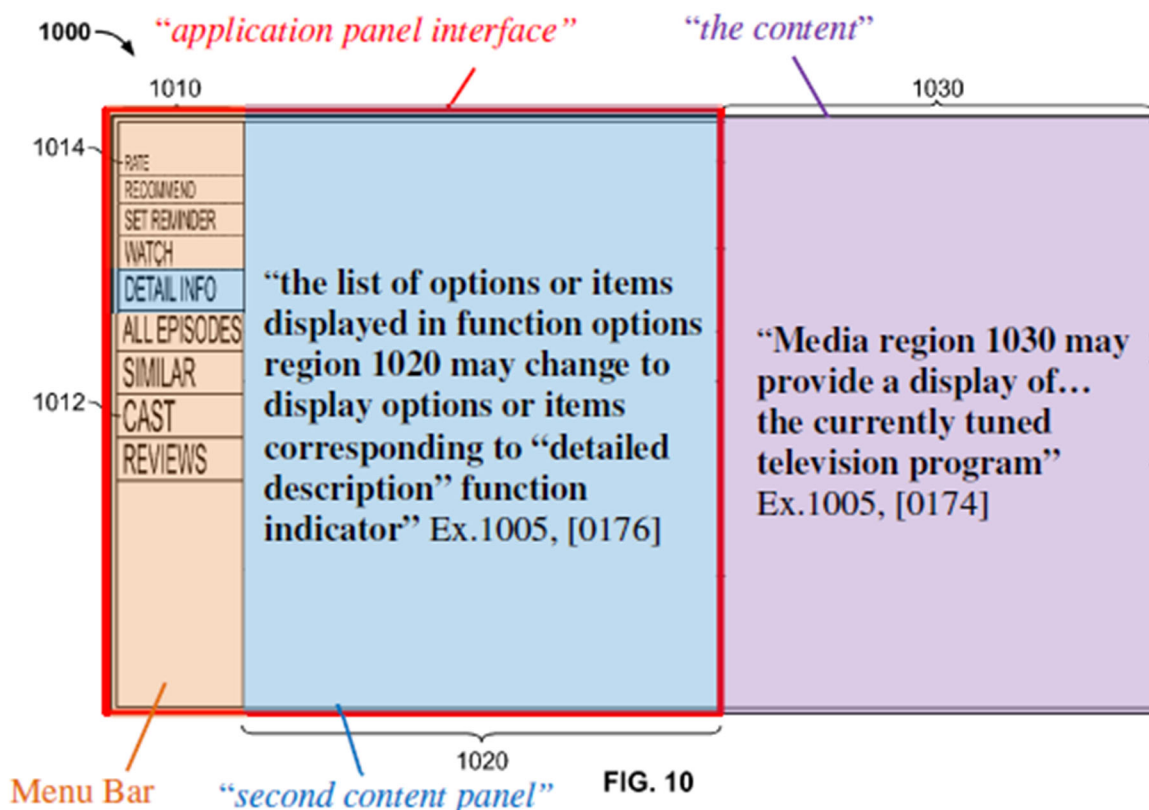 1000
“application panel interface”
“the content”
1010
1030
1014
RATE
RECOMMEND
SET REMINDER
WATCH
DETAIL INFO
ALL EPISODES
SIMILAR
1012
CAST
REVIEWS
“the list of options or items
displayed in function options
region 1020 may change to
display options or items
corresponding to “detailed
description” function
indicator” Ex.1005, [0176]
“Media region 1030 may
provide a display of…
the currently tuned
television program”
Ex.1005, [0174]
1020
FIG. 10
Menu Bar
“second content panel”